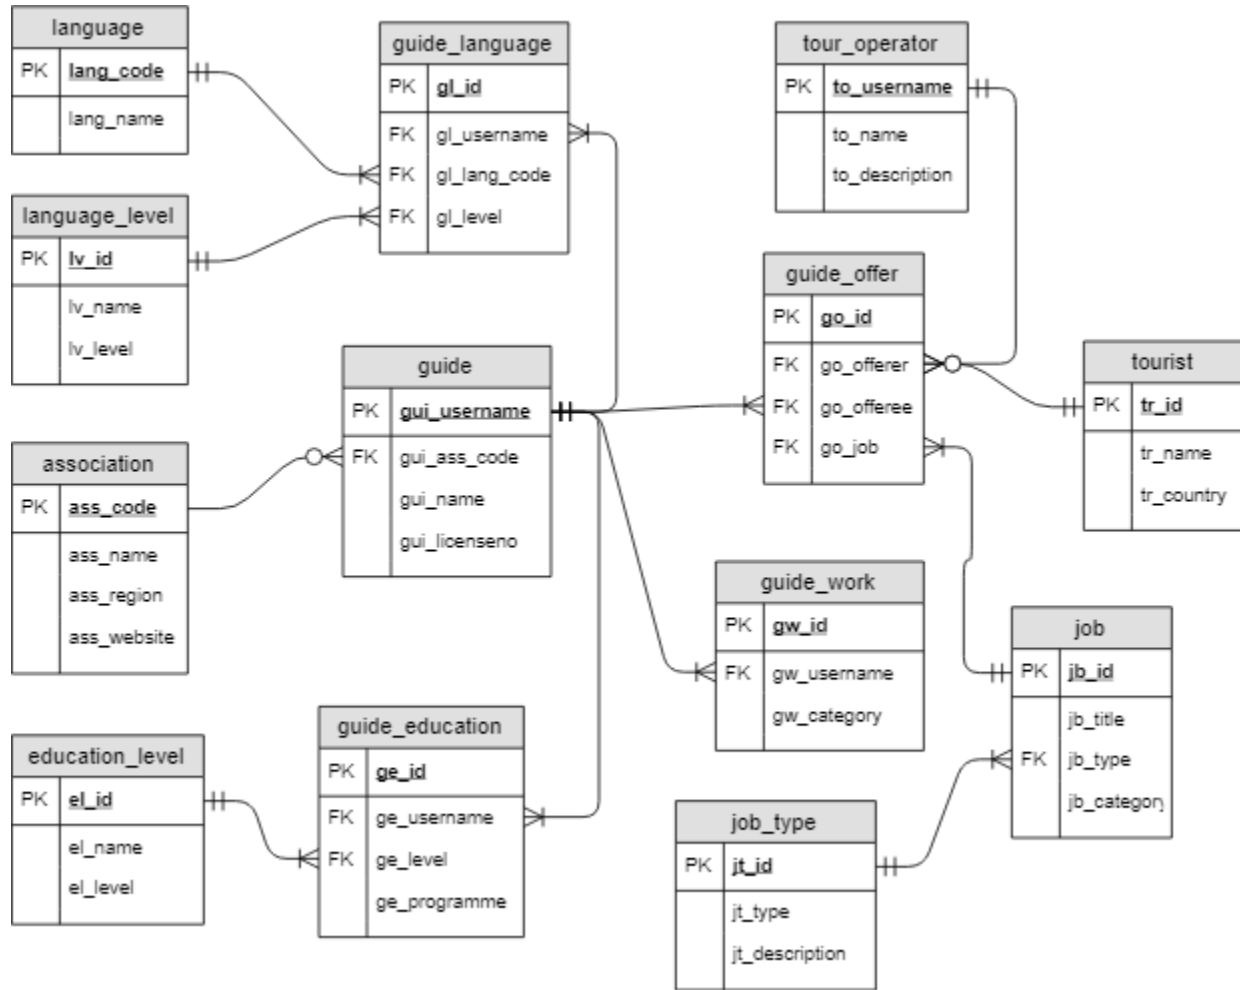 language
PK lang_code
lang_name
language_level
PK lv_id
lv_name
lv_level
association
PK ass_code
ass_name
ass_region
ass_website
education_level
PK el_id
el_name
el_level
guide_language
PK gl_id
FK gl_username
FK gl_lang_code
FK gl_level
guide
PK gui_username
FK gui_ass_code
gui_name
gui_licenseno
guide_education
PK ge_id
FK ge_username
FK ge_level
ge_programme
tour_operator
PK to_username
to_name
to_description
guide_offer
PK go_id
FK go_offerer
FK go_offeree
FK go_job
guide_work
PK gw_id
FK gw_username
gw_category
job_type
PK jt_id
jt_type
jt_description
tourist
PK tr_id
tr_name
tr_country
job
PK jb_id
jb_title
FK jb_type
jb_category